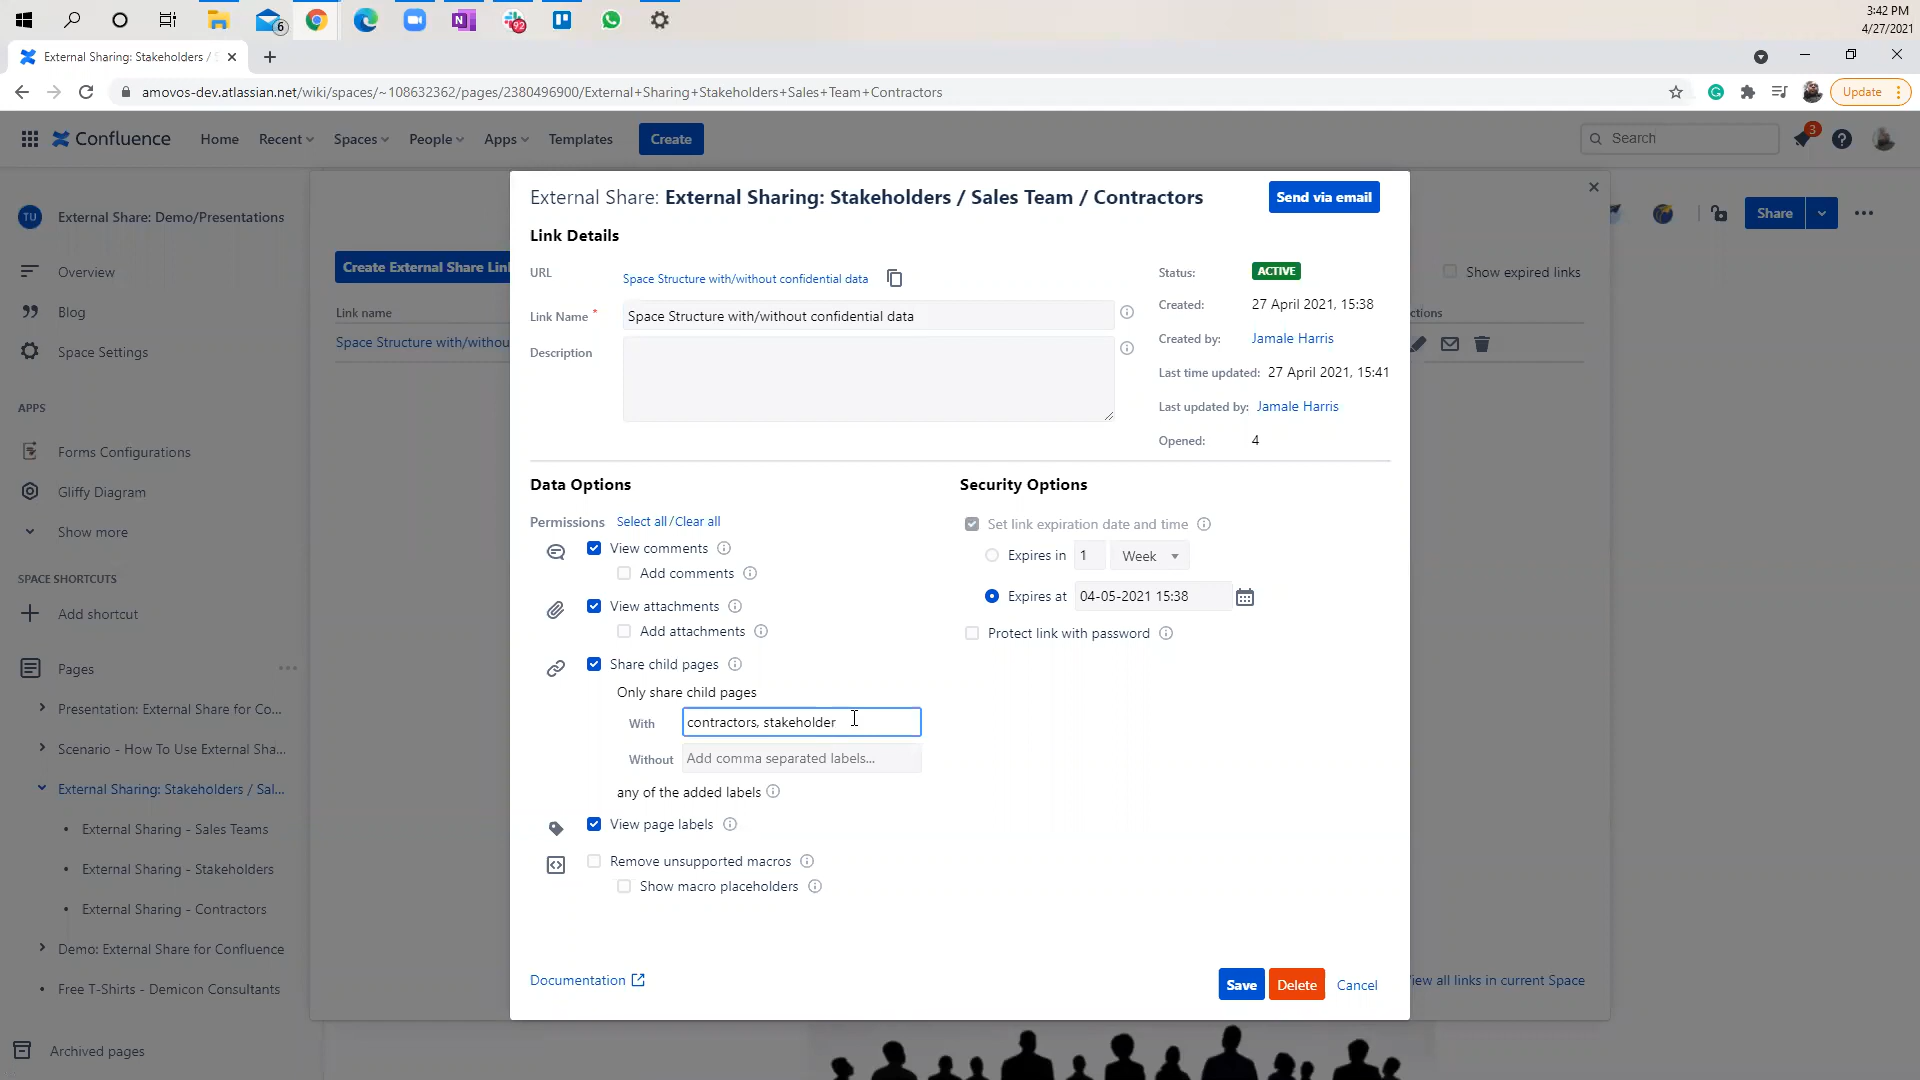 6
92
3:42 PM
4/27/2021
External Sharing: Stakeholders /
amovos-dev.atlassian.net/wiki/spaces/~108632362/pages/2380496900/External+Sharing+Stakeholders+Sales+Team+Contractors
Update
Confluence
Home
Recent
Spaces
People
Apps
Templates
Create
Search
3
TU
External Share: Demo/Presentations
Overview
Blog
Space Settings
APPS
Forms Configurations
Gliffy Diagram
Show more
SPACE SHORTCUTS
Add shortcut
Pages
Presentation: External Share for Co...
Scenario - How To Use External Sha...
External Sharing: Stakeholders / Sal...
External Sharing - Sales Teams
External Sharing - Stakeholders
External Sharing - Contractors
Demo: External Share for Confluence
Free T-Shirts - Demicon Consultants
Archived pages
Create External Share Lin
Link name
Space Structure with/withou
Share
Show expired links
ctions
iew all links in current Space
External Share: External Sharing: Stakeholders / Sales Team / Contractors
Send via email
Link Details
URL
Space Structure with/without confidential data
Link Name *
Space Structure with/without confidential data
Description
Status: ACTIVE
Created: 27 April 2021, 15:38
Created by: Jamale Harris
Last time updated: 27 April 2021, 15:41
Last updated by: Jamale Harris
Opened: 4
Data Options
Permissions Select all/Clear all
View comments
Add comments
View attachments
Add attachments
Share child pages
Only share child pages
With contractors, stakeholder
Without Add comma separated labels...
any of the added labels
View page labels
Remove unsupported macros
Show macro placeholders
Security Options
Set link expiration date and time
Expires in 1 Week
Expires at 04-05-2021 15:38
Protect link with password
Documentation
Save
Delete
Cancel